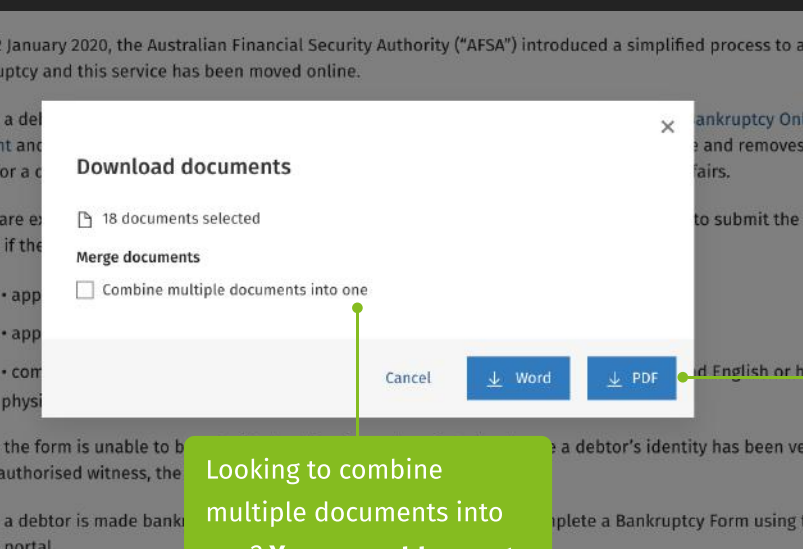 January 2020, the Australian Financial Security Authority (“AFSA”) introduced a simplified process to a
uptcy and this service has been moved online.
a del
ankruptcy Onl
nt and
and removes
Download documents
or a
fairs.
18 documents selected
are ex
to submit the
if the
Merge documents
Combine multiple documents into one
• app
• app
• com
Cancel
Word
PDF
d English or h
physi
the form is unable to b
a debtor’s identity has been ve
authorised witness, the
Looking to combine
multiple documents into
a debtor is made bankr
plete a Bankruptcy Form using t
portal